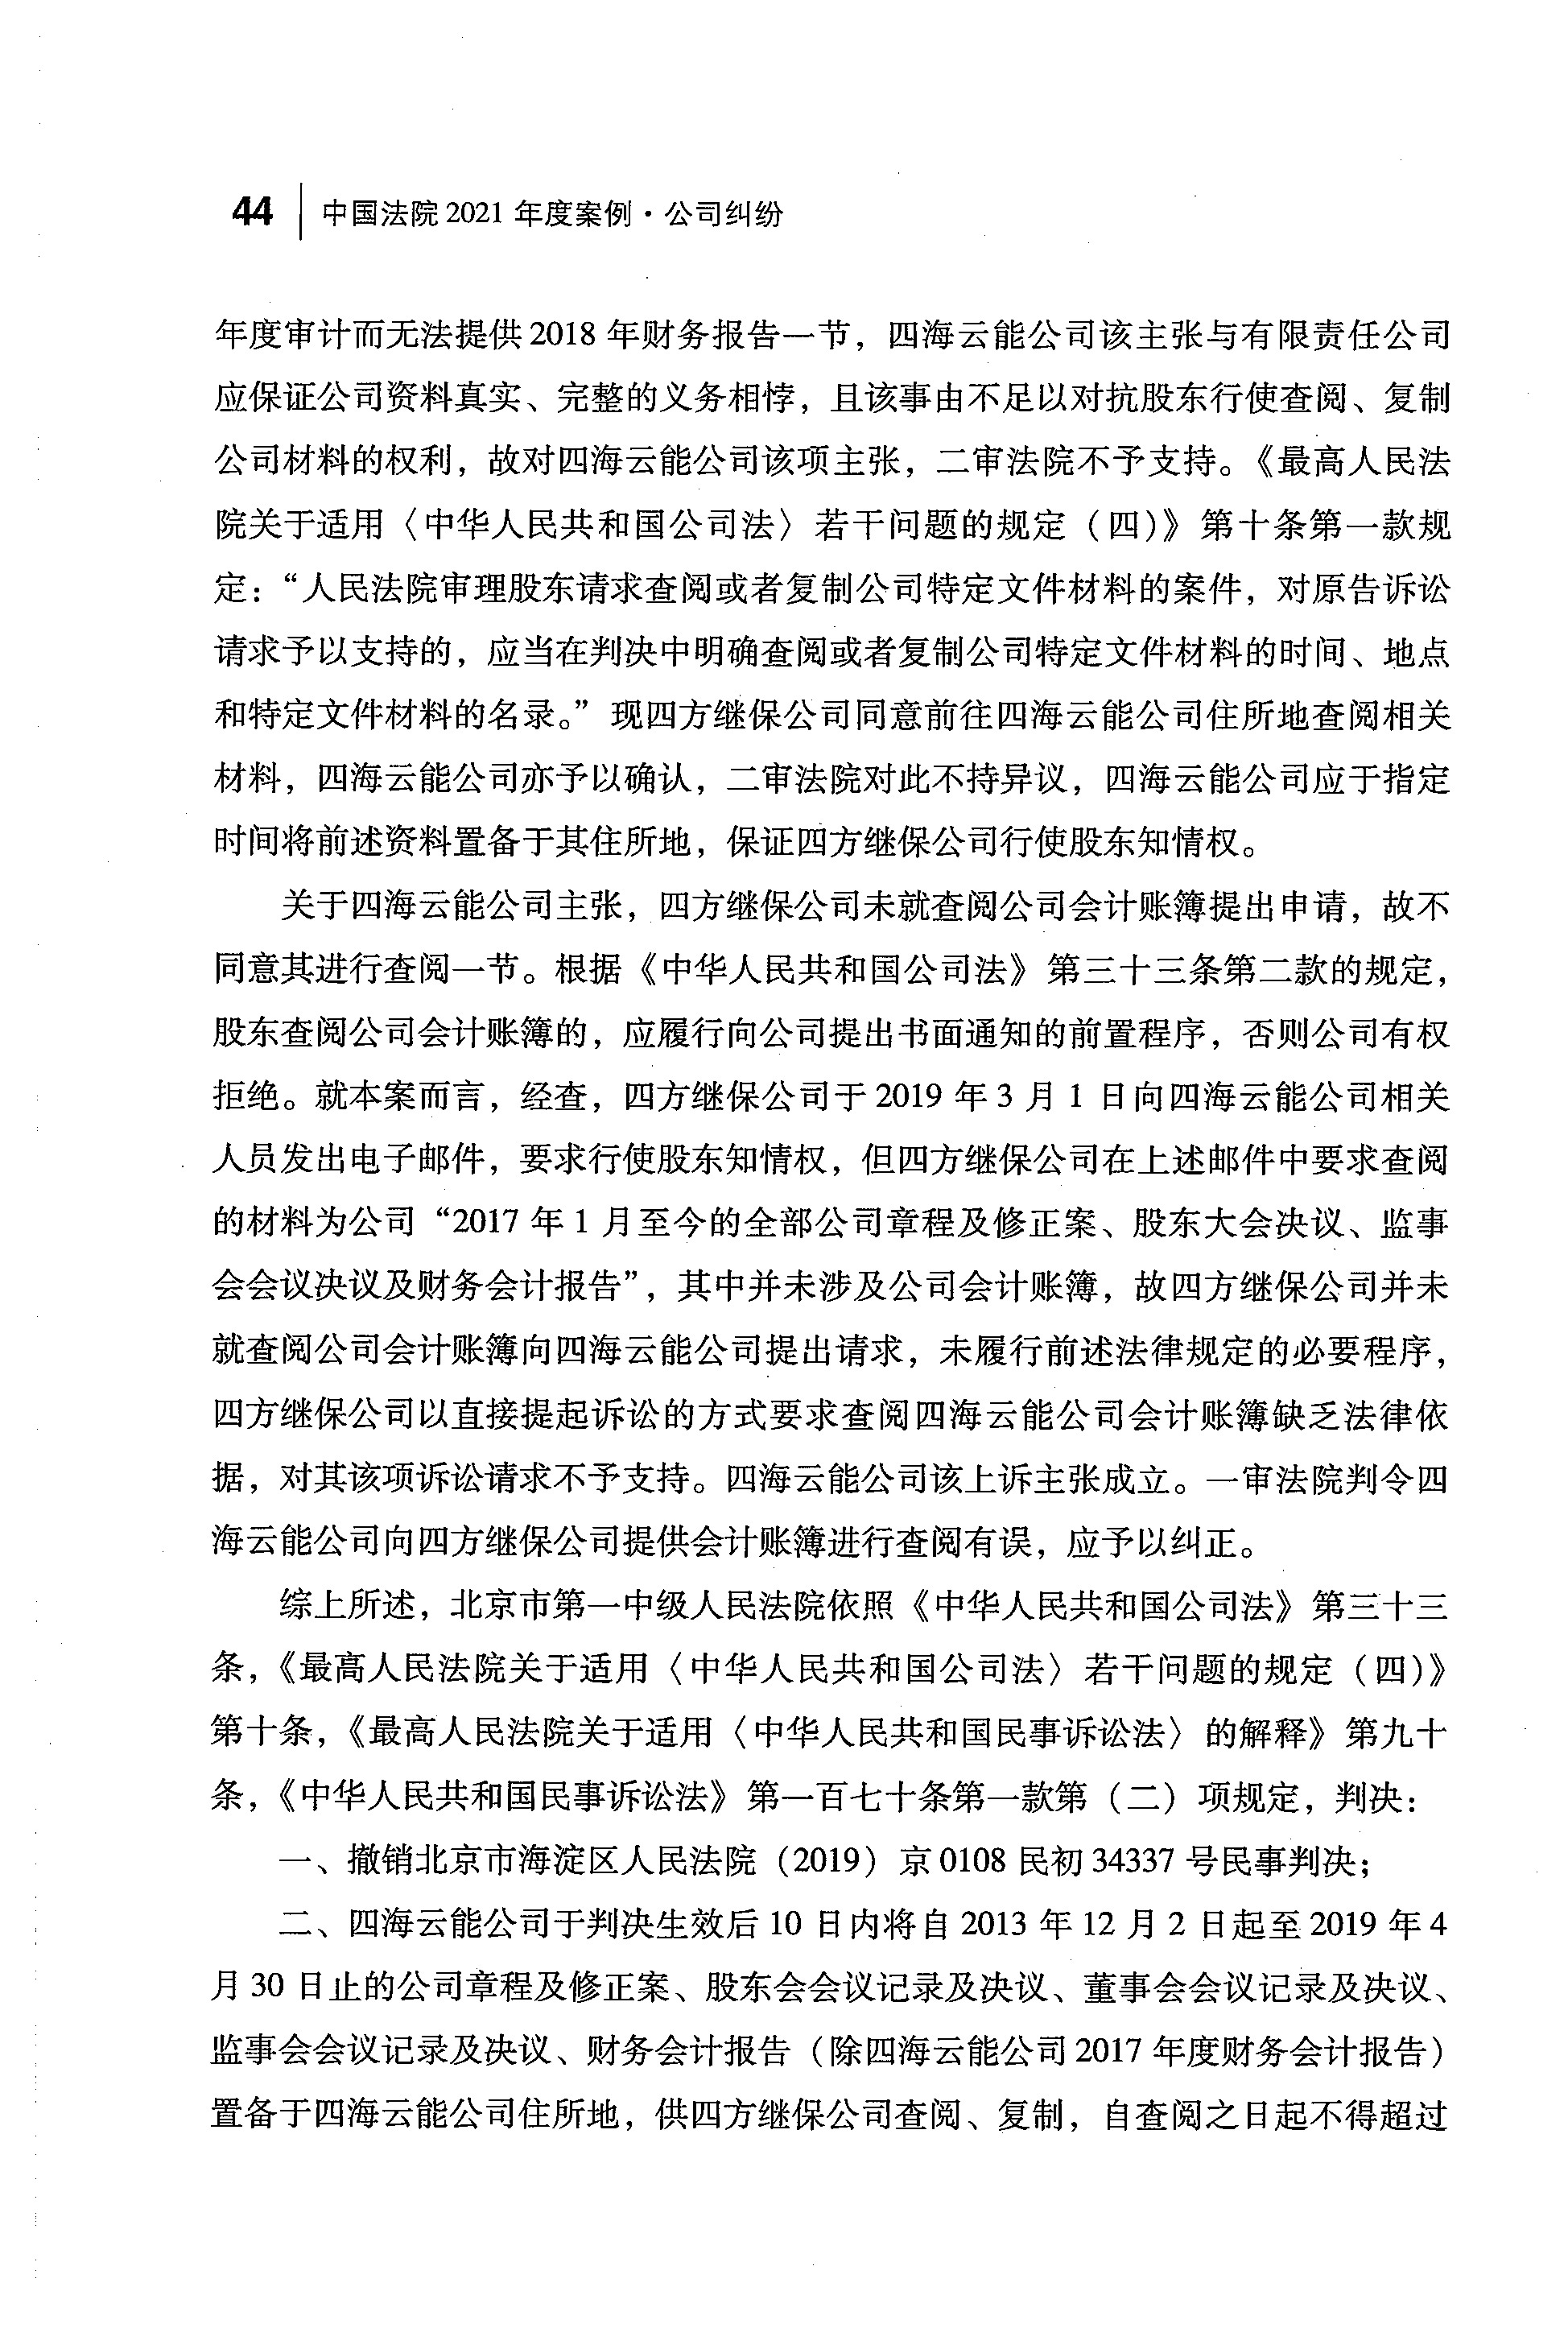 44 中国法院 2021 年度案例·公司纠纷
年度审计而无法提供 2018 年财务报告一节，四海云能公司该主张与有限责任公司
应保证公司资料真实、完整的义务相悖，且该事由不足以对抗股东行使查阅、复制
公司材料的权利，故对四海云能公司该项主张，二审法院不予支持。《最高人民法
院关于适用〈中华人民共和国公司法〉若干问题的规定（四）》第十条第一款规
定：“人民法院审理股东请求查阅或者复制公司特定文件材料的案件，对原告诉讼
请求予以支持的，应当在判决中明确查阅或者复制公司特定文件材料的时间、地点
和特定文件材料的名录。”现四方继保公司同意前往四海云能公司住所地查阅相关
材料，四海云能公司亦予以确认，二审法院对此不持异议，四海云能公司应于指定
时间将前述资料置备于其住所地，保证四方继保公司行使股东知情权。
关于四海云能公司主张，四方继保公司未就查阅公司会计账簿提出申请，故不
同意其进行查阅一节。根据《中华人民共和国公司法》第三十三条第二款的规定，
股东查阅公司会计账簿的，应履行向公司提出书面通知的前置程序，否则公司有权
拒绝。就本案而言，经查，四方继保公司于 2019 年 3 月 1 日向四海云能公司相关
人员发出电子邮件，要求行使股东知情权，但四方继保公司在上述邮件中要求查阅
的材料为公司“2017 年 1 月至今的全部公司章程及修正案、股东大会决议、监事
会会议决议及财务会计报告”，其中并未涉及公司会计账簿，故四方继保公司并未
就查阅公司会计账簿向四海云能公司提出请求，未履行前述法律规定的必要程序，
四方继保公司以直接提起诉讼的方式要求查阅四海云能公司会计账簿缺乏法律依
据，对其该项诉讼请求不予支持。四海云能公司该上诉主张成立。一审法院判令四
海云能公司向四方继保公司提供会计账簿进行查阅有误，应予以纠正。
综上所述，北京市第一中级人民法院依照《中华人民共和国公司法》第三十三
条，《最高人民法院关于适用〈中华人民共和国公司法〉若干问题的规定（四）》
第十条，《最高人民法院关于适用〈中华人民共和国民事诉讼法〉的解释》第九十
条，《中华人民共和国民事诉讼法》第一百七十条第一款第（二）项规定，判决：
一、撤销北京市海淀区人民法院（2019）京 0108 民初 34337 号民事判决；
二、四海云能公司于判决生效后 10 日内将自 2013 年 12 月 2 日起至 2019 年 4
月 30 日止的公司章程及修正案、股东会会议记录及决议、董事会会议记录及决议、
监事会会议记录及决议、财务会计报告（除四海云能公司 2017 年度财务会计报告）
置备于四海云能公司住所地，供四方继保公司查阅、复制，自查阅之日起不得超过